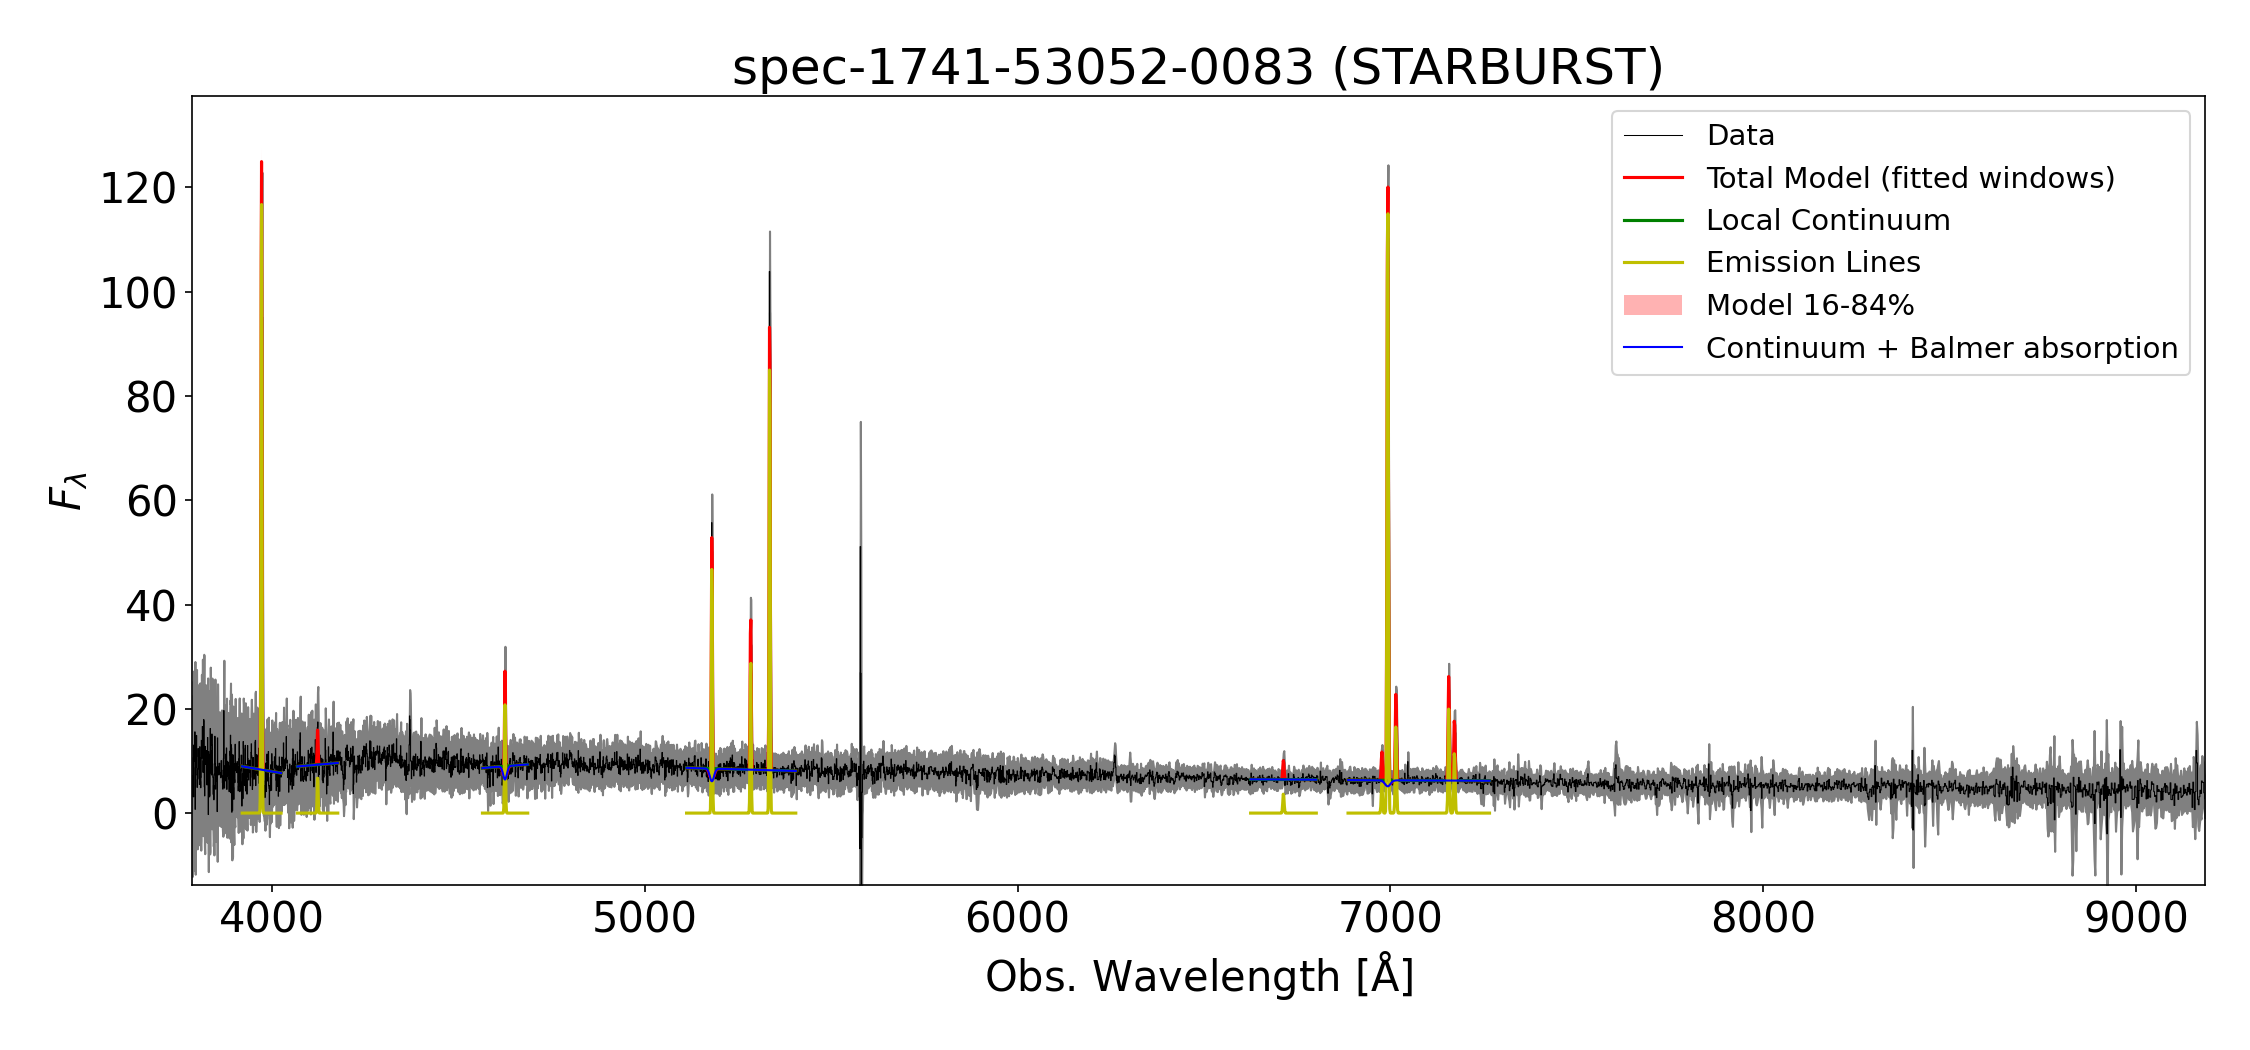 spec-1741-53052-0083 (STARBURST)
Data
Total Model (fitted windows)
Local Continuum
Emission Lines
Model 16-84%
Continuum + Balmer absorption
120
100
80
60
40
20
0
Fλ
4000 5000 6000 7000 8000 9000
Obs. Wavelength [Å]